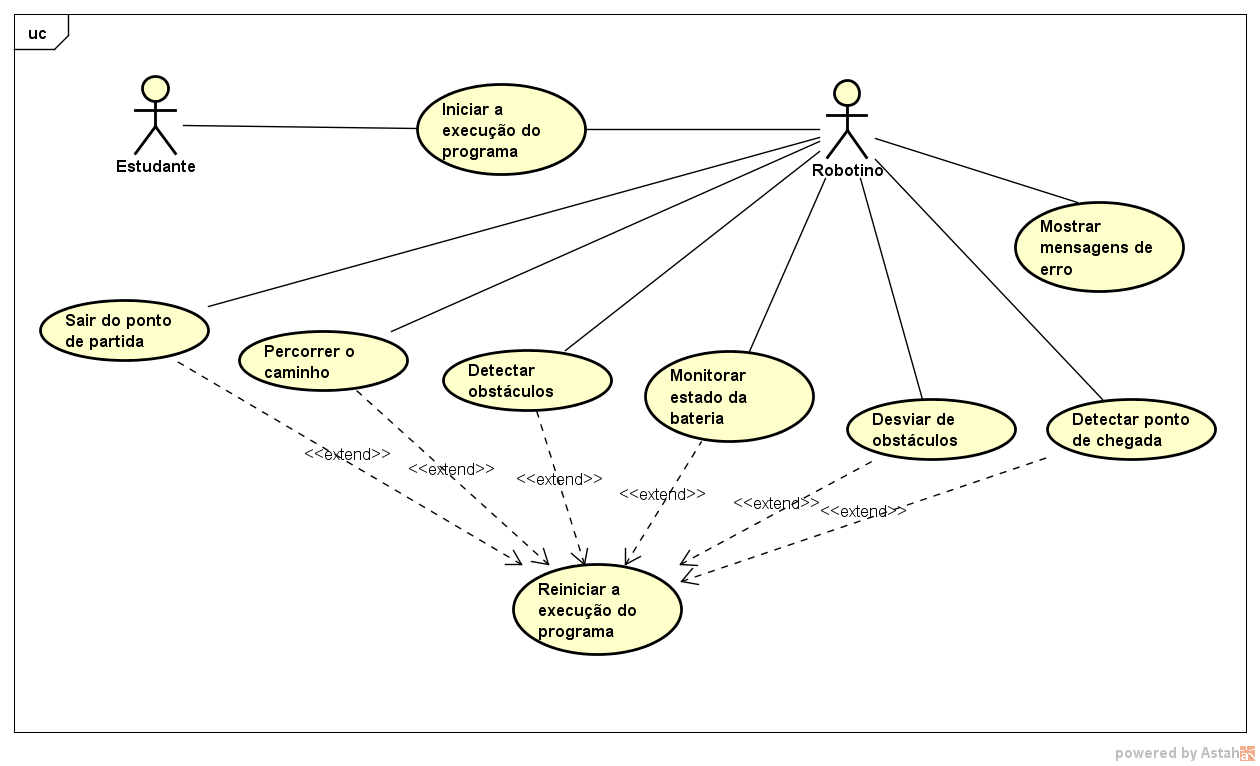 uc
Estudante
Iniciar a
execução do
programa
Robotino
Mostrar
mensagens de
erro
Sair do ponto
de partida
Percorrer o
caminho
Detectar
obstáculos
Monitorar
estado da
bateria
Desviar de
obstáculos
Detectar ponto
de chegada
<<extend>>
<<extend>>
<<extend>>
<<extend>>
<<extend>>
<<extend>>
Reiniciar a
execução do
programa
powered by Astah